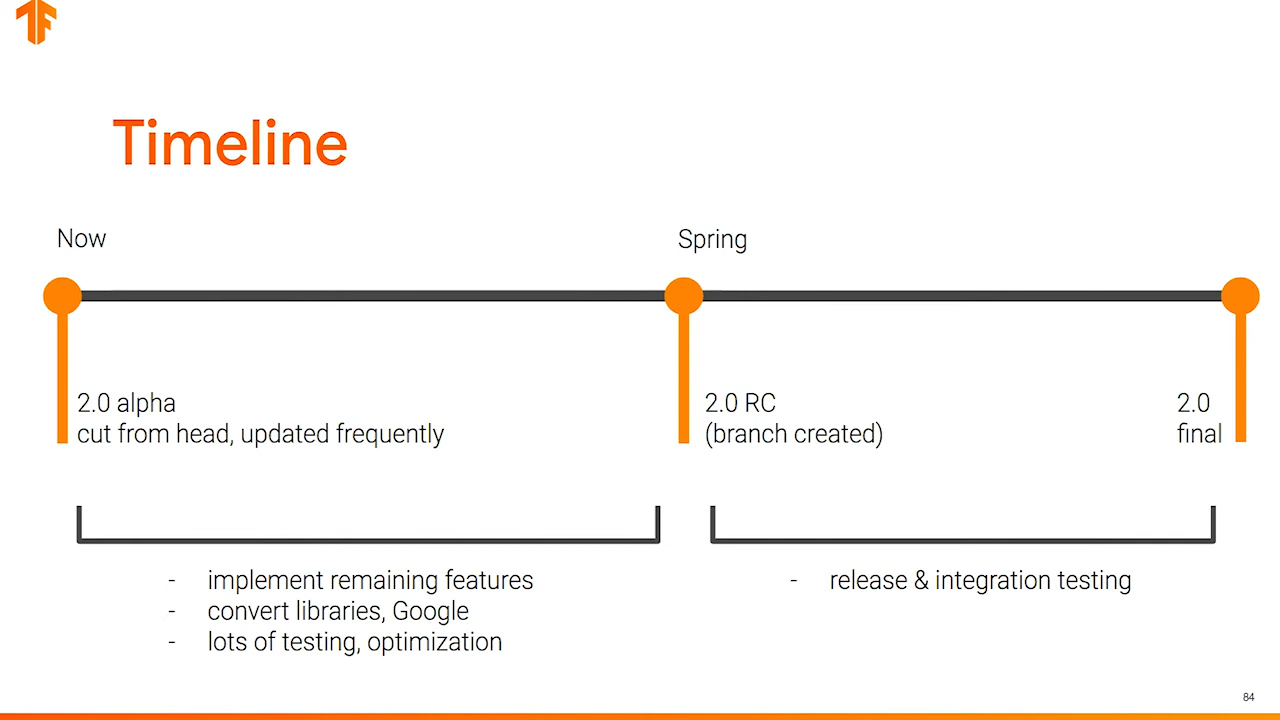 Timeline
Now
Spring
2.0 alpha
cut from head, updated frequently
2.0 RC
(branch created)
2.0
final
- implement remaining features
- convert libraries, Google
- lots of testing, optimization
- release & integration testing
84